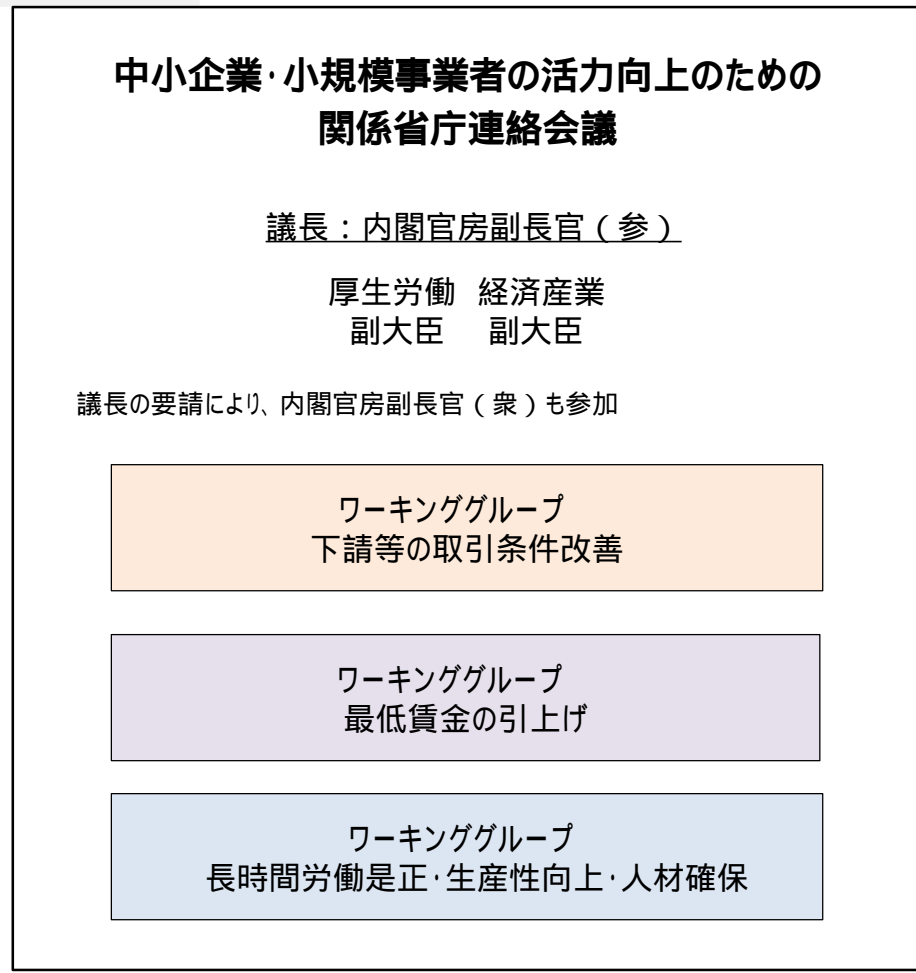 中小企業･小規模事業者の活力向上のための
関係省庁連絡会議
議長：内閣官房副長官（参）
厚生労働　経済産業
副大臣　副大臣
議長の要請により、内閣官房副長官（衆）も参加
ワーキンググループ
下請等の取引条件改善
ワーキンググループ
最低賃金の引上げ
ワーキンググループ
長時間労働是正･生産性向上･人材確保